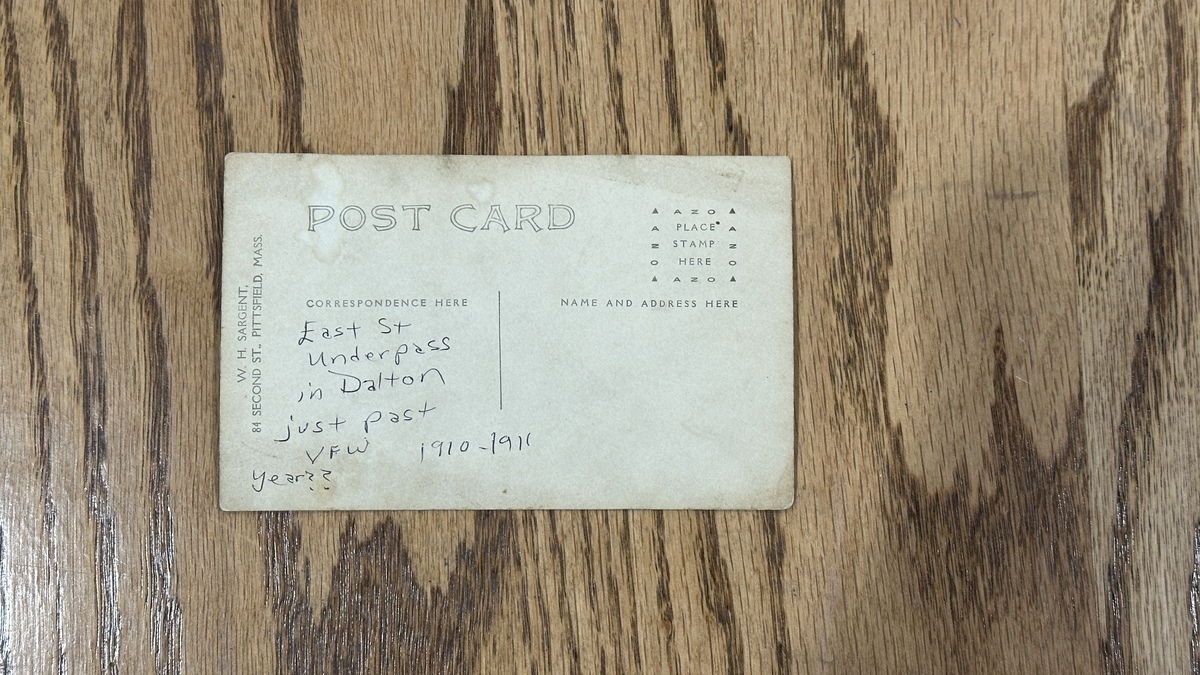 POST CARD
▲ AZO ▲
A PLACE A
Z STAMP Z
O HERE O
▲ AZO ▲
CORRESPONDENCE HERE
NAME AND ADDRESS HERE
W. H. SARGENT,
84 SECOND ST., PITTSFIELD, MASS.
East St
Underpass
in Dalton
just past
VFW 1910-1911
year??